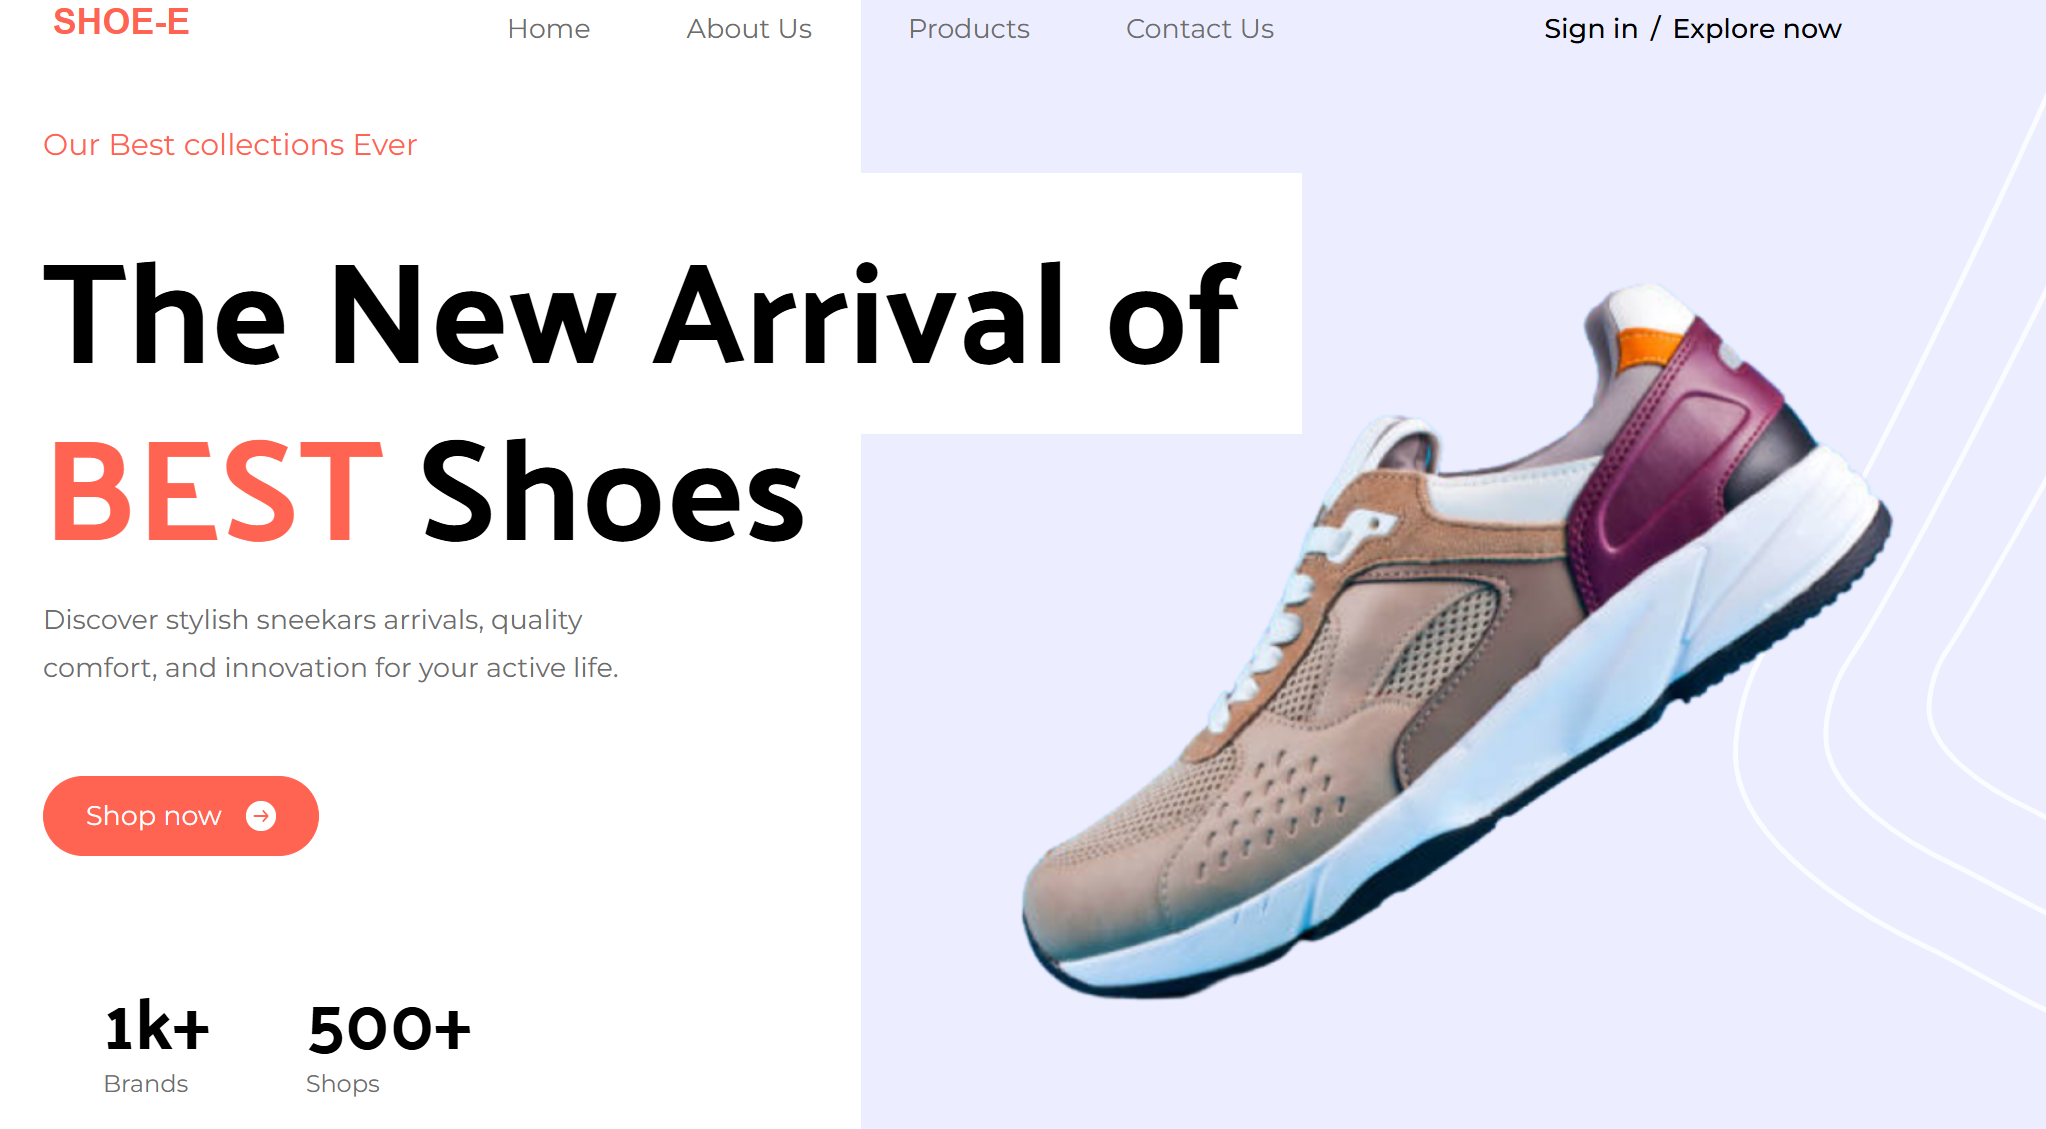 SHOE-E
Home About Us Products Contact Us Sign in / Explore now
Our Best collections Ever
The New Arrival of
BEST Shoes
Discover stylish sneekars arrivals, quality
comfort, and innovation for your active life.
Shop now
1k+ 500+
Brands Shops